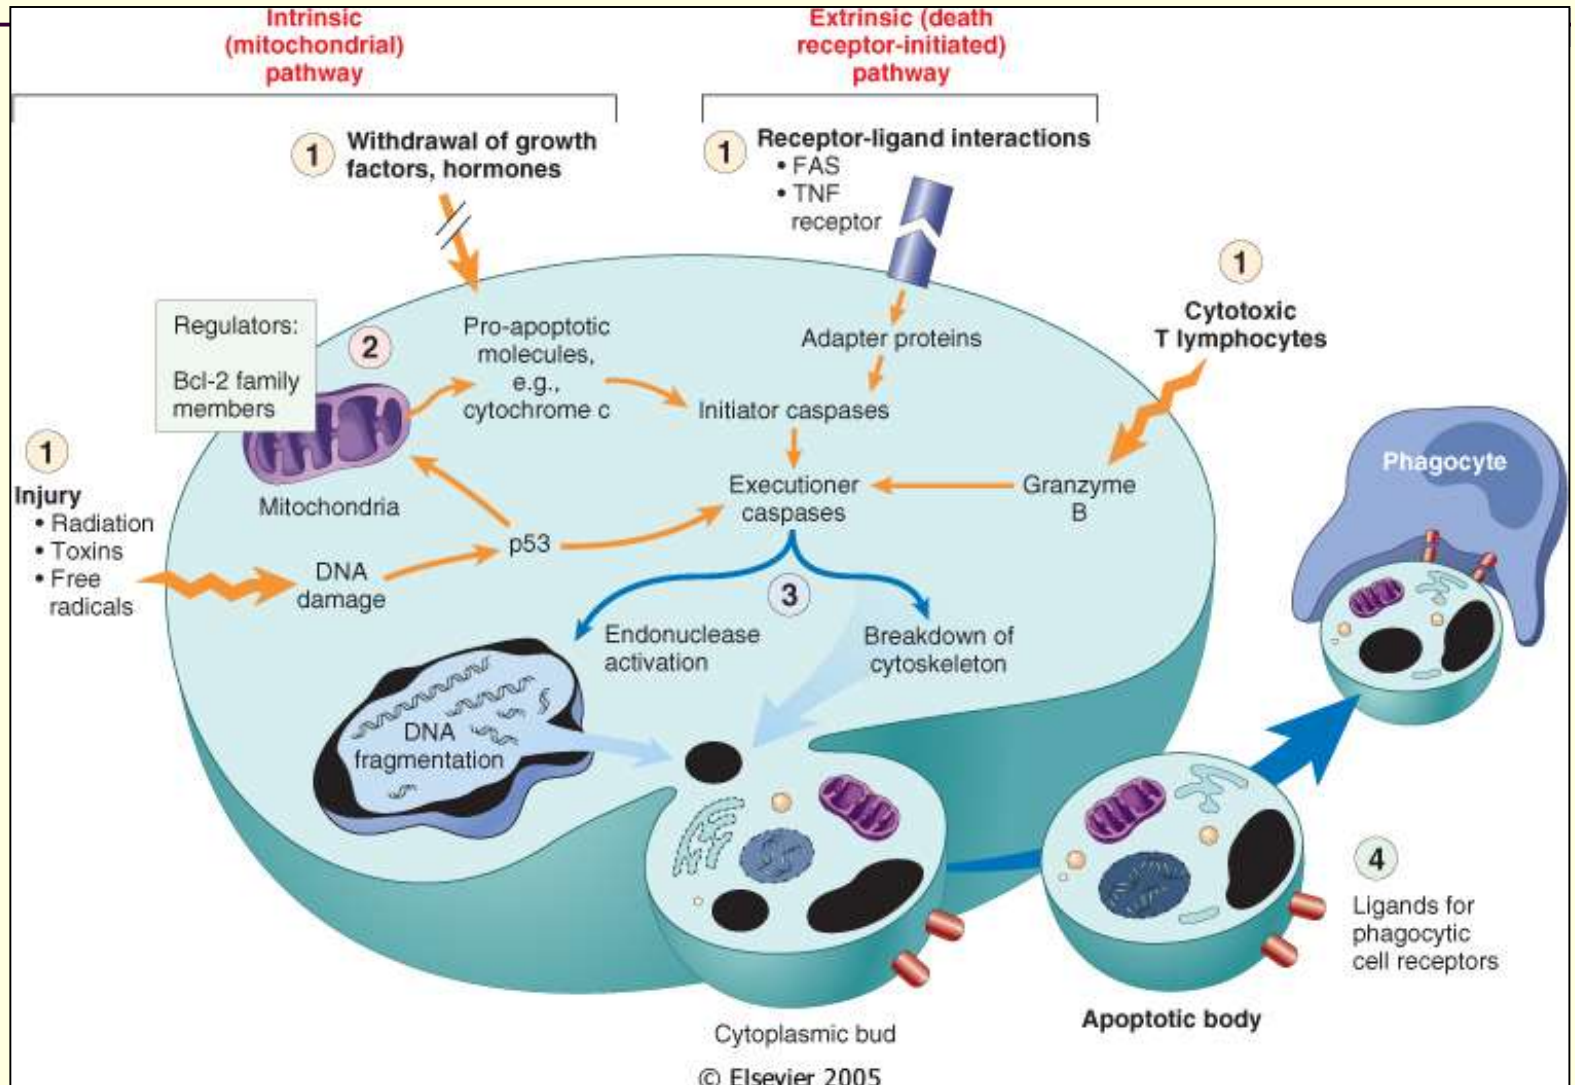 Intrinsic
(mitochondrial)
pathway
Extrinsic (death
receptor-initiated)
pathway
1
Withdrawal of growth
factors, hormones
1
Receptor-ligand interactions
• FAS
• TNF
receptor
1
Cytotoxic
T lymphocytes
Regulators:
Bcl-2 family
members
2
Pro-apoptotic
molecules,
e.g.,
cytochrome c
Adapter proteins
Initiator caspases
1
Injury
• Radiation
• Toxins
• Free
radicals
Mitochondria
Executioner
caspases
Granzyme
B
Phagocyte
p53
DNA
damage
3
Endonuclease
activation
Breakdown of
cytoskeleton
DNA
fragmentation
4
Ligands for
phagocytic
cell receptors
Cytoplasmic bud
Apoptotic body
© Elsevier 2005